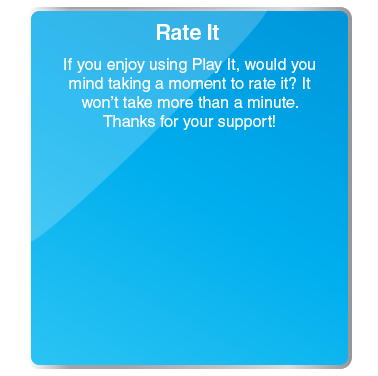 Rate It
If you enjoy using Play It, would you
mind taking a moment to rate it? It
won't take more than a minute.
Thanks for your support!